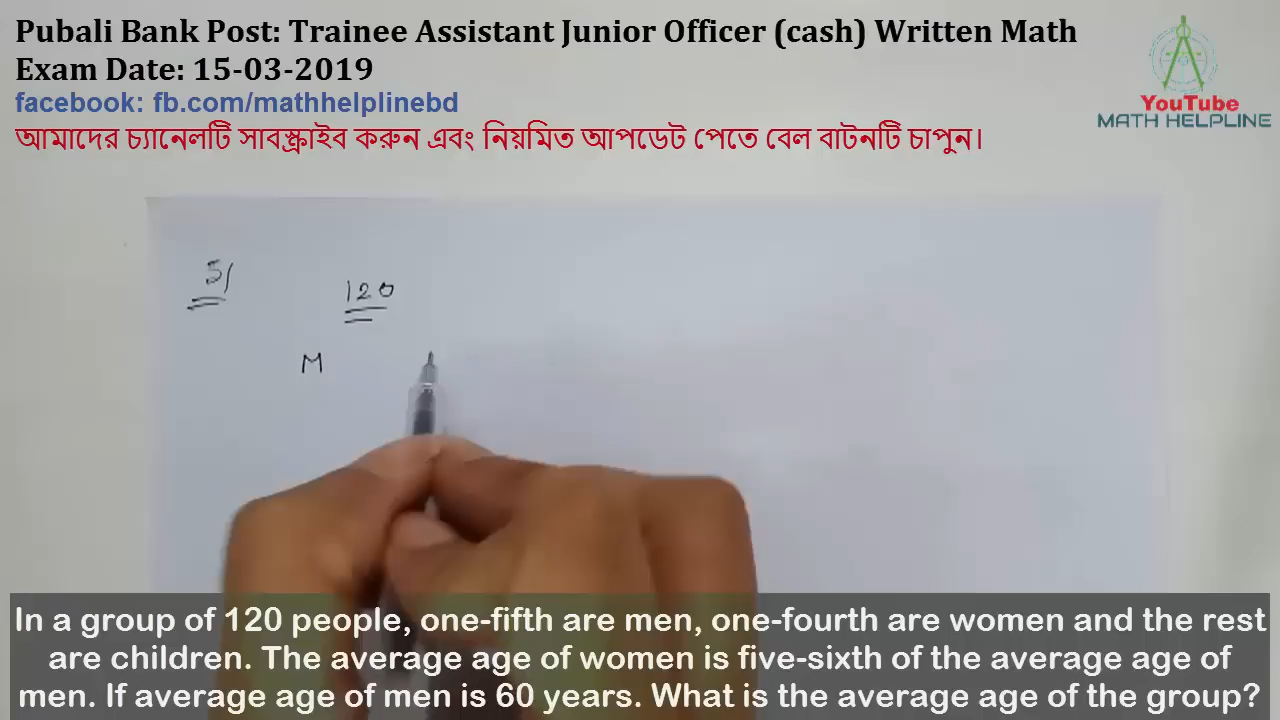 Pubali Bank Post: Trainee Assistant Junior Officer (cash) Written Math
Exam Date: 15-03-2019
facebook: fb.com/mathhelplinebd
আমাদের চ্যানেলটি সাবস্ক্রাইব করুন এবং নিয়মিত আপডেট পেতে বেল বাটনটি চাপুন।
YouTube
MATH HELPLINE
5/
120
M
In a group of 120 people, one-fifth are men, one-fourth are women and the rest
are children. The average age of women is five-sixth of the average age of
men. If average age of men is 60 years. What is the average age of the group?